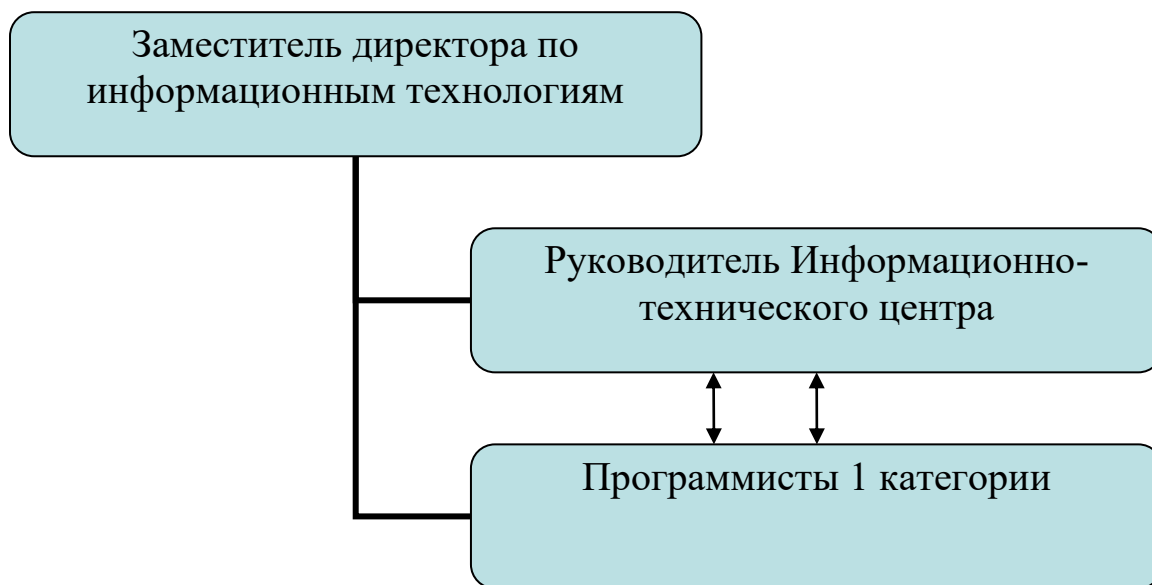 Заместитель директора по
информационным технологиям
Руководитель Информационно-
технического центра
Программисты 1 категории